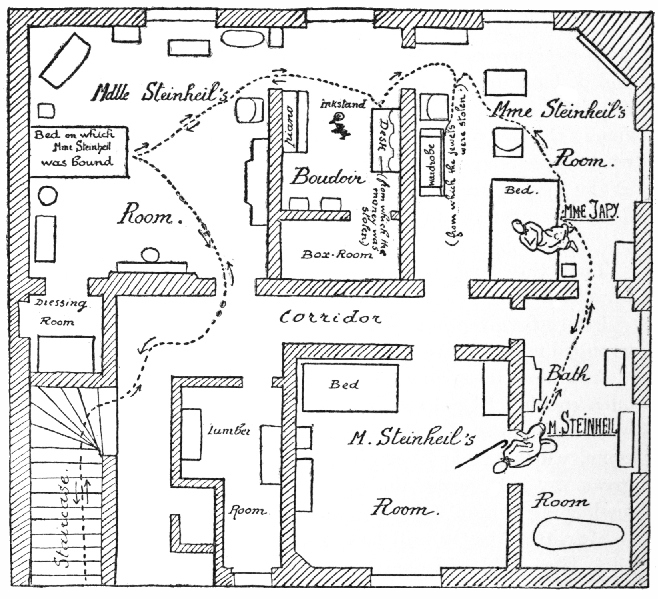 Mdlle Steinheil's
Room.
Bed on which
Mme Steinheil
was bound
Piano
Inkstand
Desk
(from which the
money was
stolen)
Boudoir
Box-Room
Wardrobe
(from which the jewels
were stolen.)
Mme Steinheil's
Room.
Bed.
MME JAPY.
Dressing
Room
Corridor
Bath
Room
M. STEINHEIL
Bed
M. Steinheil's
Room.
Lumber
Room
Staircase